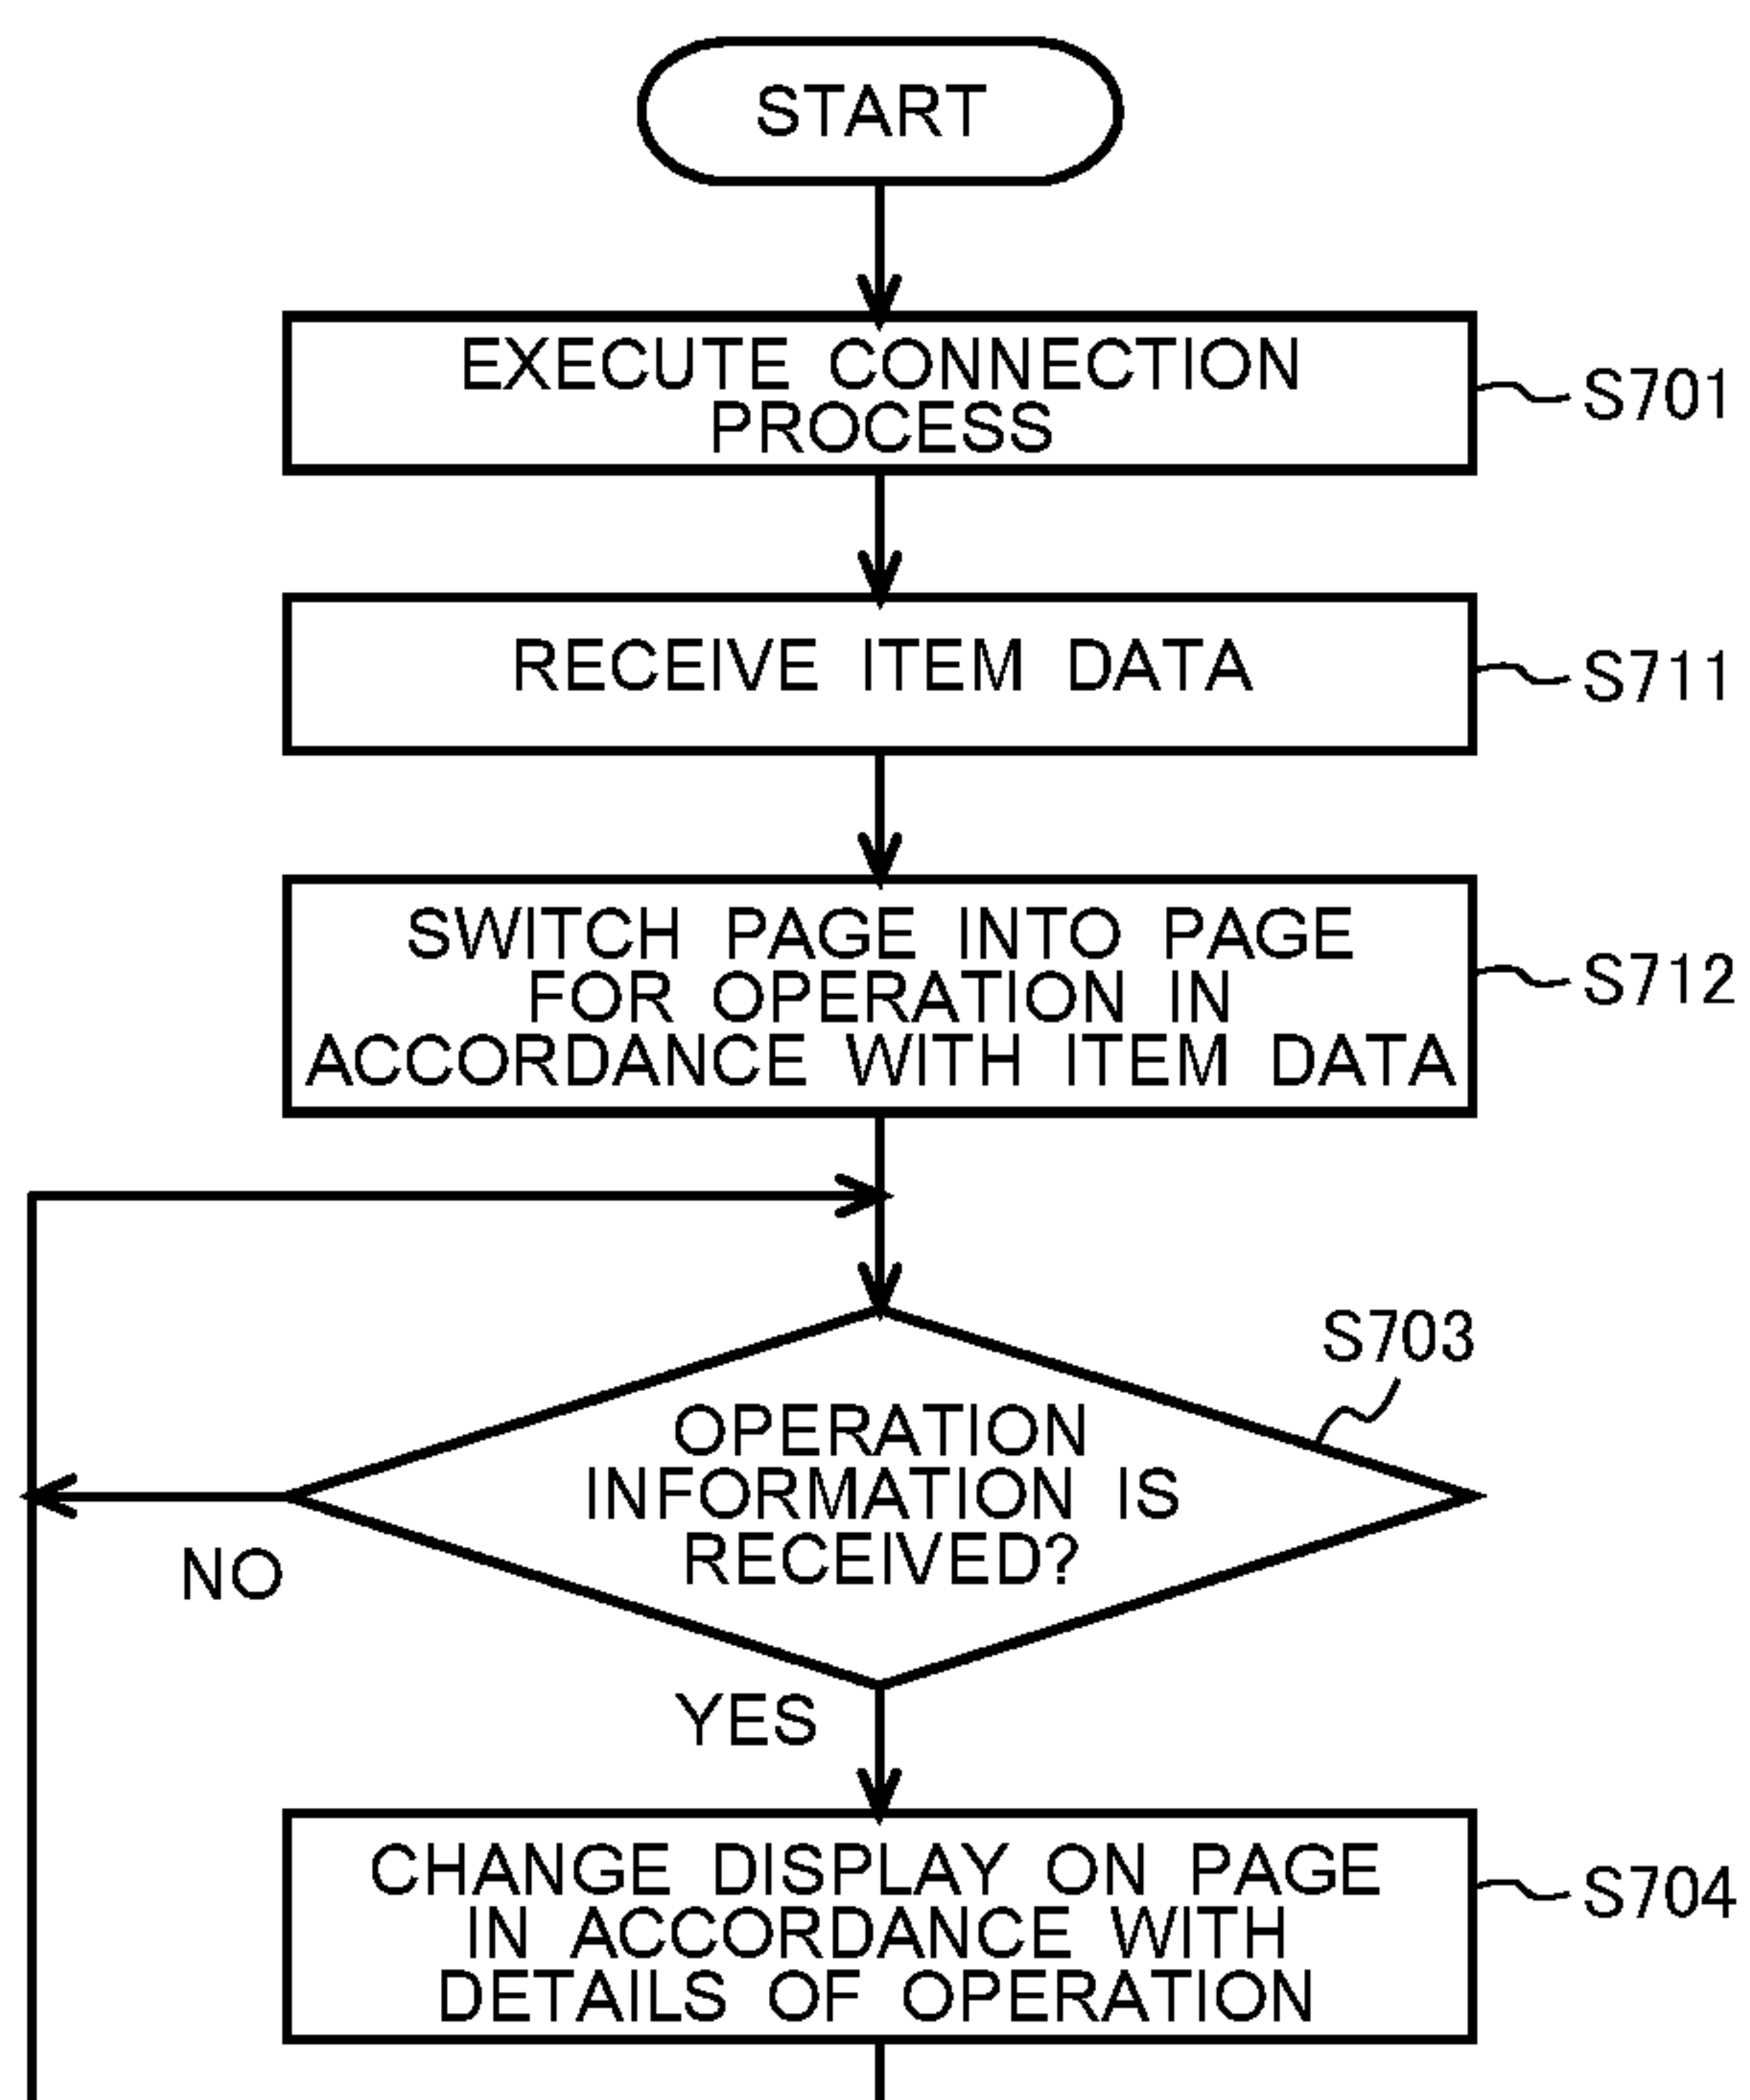 START
EXECUTE CONNECTION
PROCESS
S701
RECEIVE ITEM DATA
S711
SWITCH PAGE INTO PAGE
FOR OPERATION IN
ACCORDANCE WITH ITEM DATA
S712
S703
OPERATION
INFORMATION IS
RECEIVED?
NO
YES
CHANGE DISPLAY ON PAGE
IN ACCORDANCE WITH
DETAILS OF OPERATION
S704